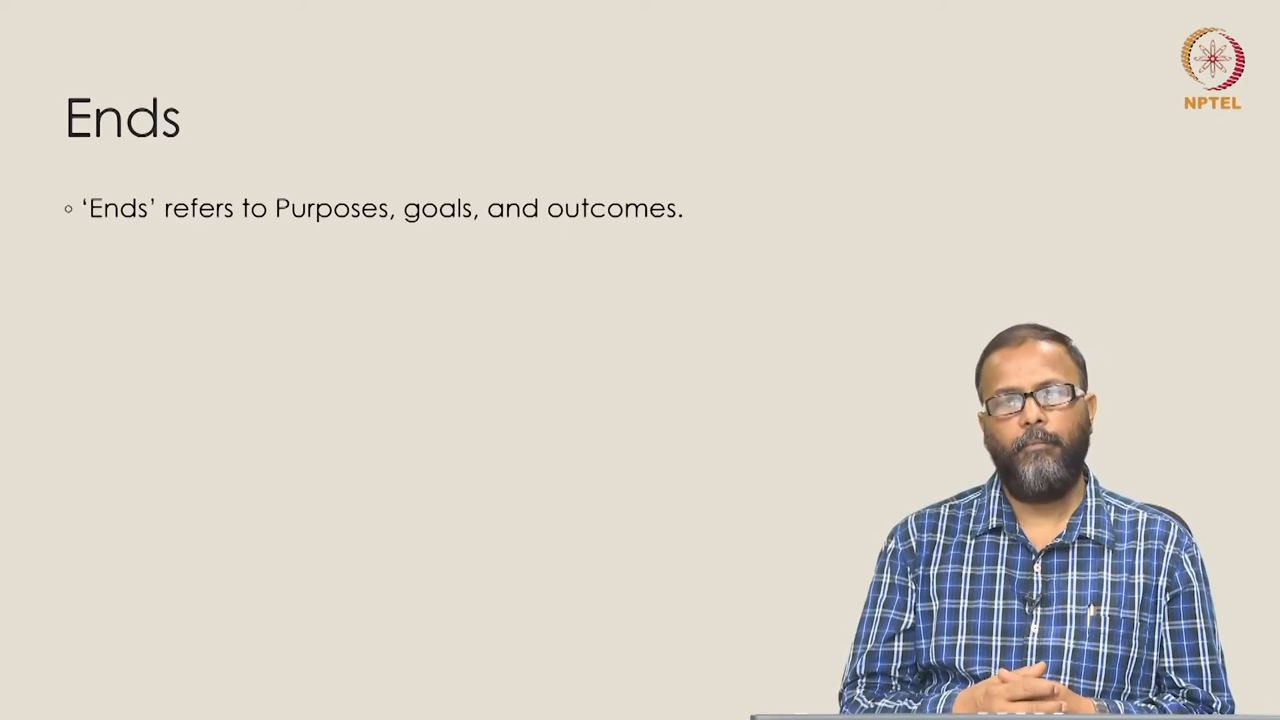 NPTEL
Ends
◦ ‘Ends’ refers to Purposes, goals, and outcomes.